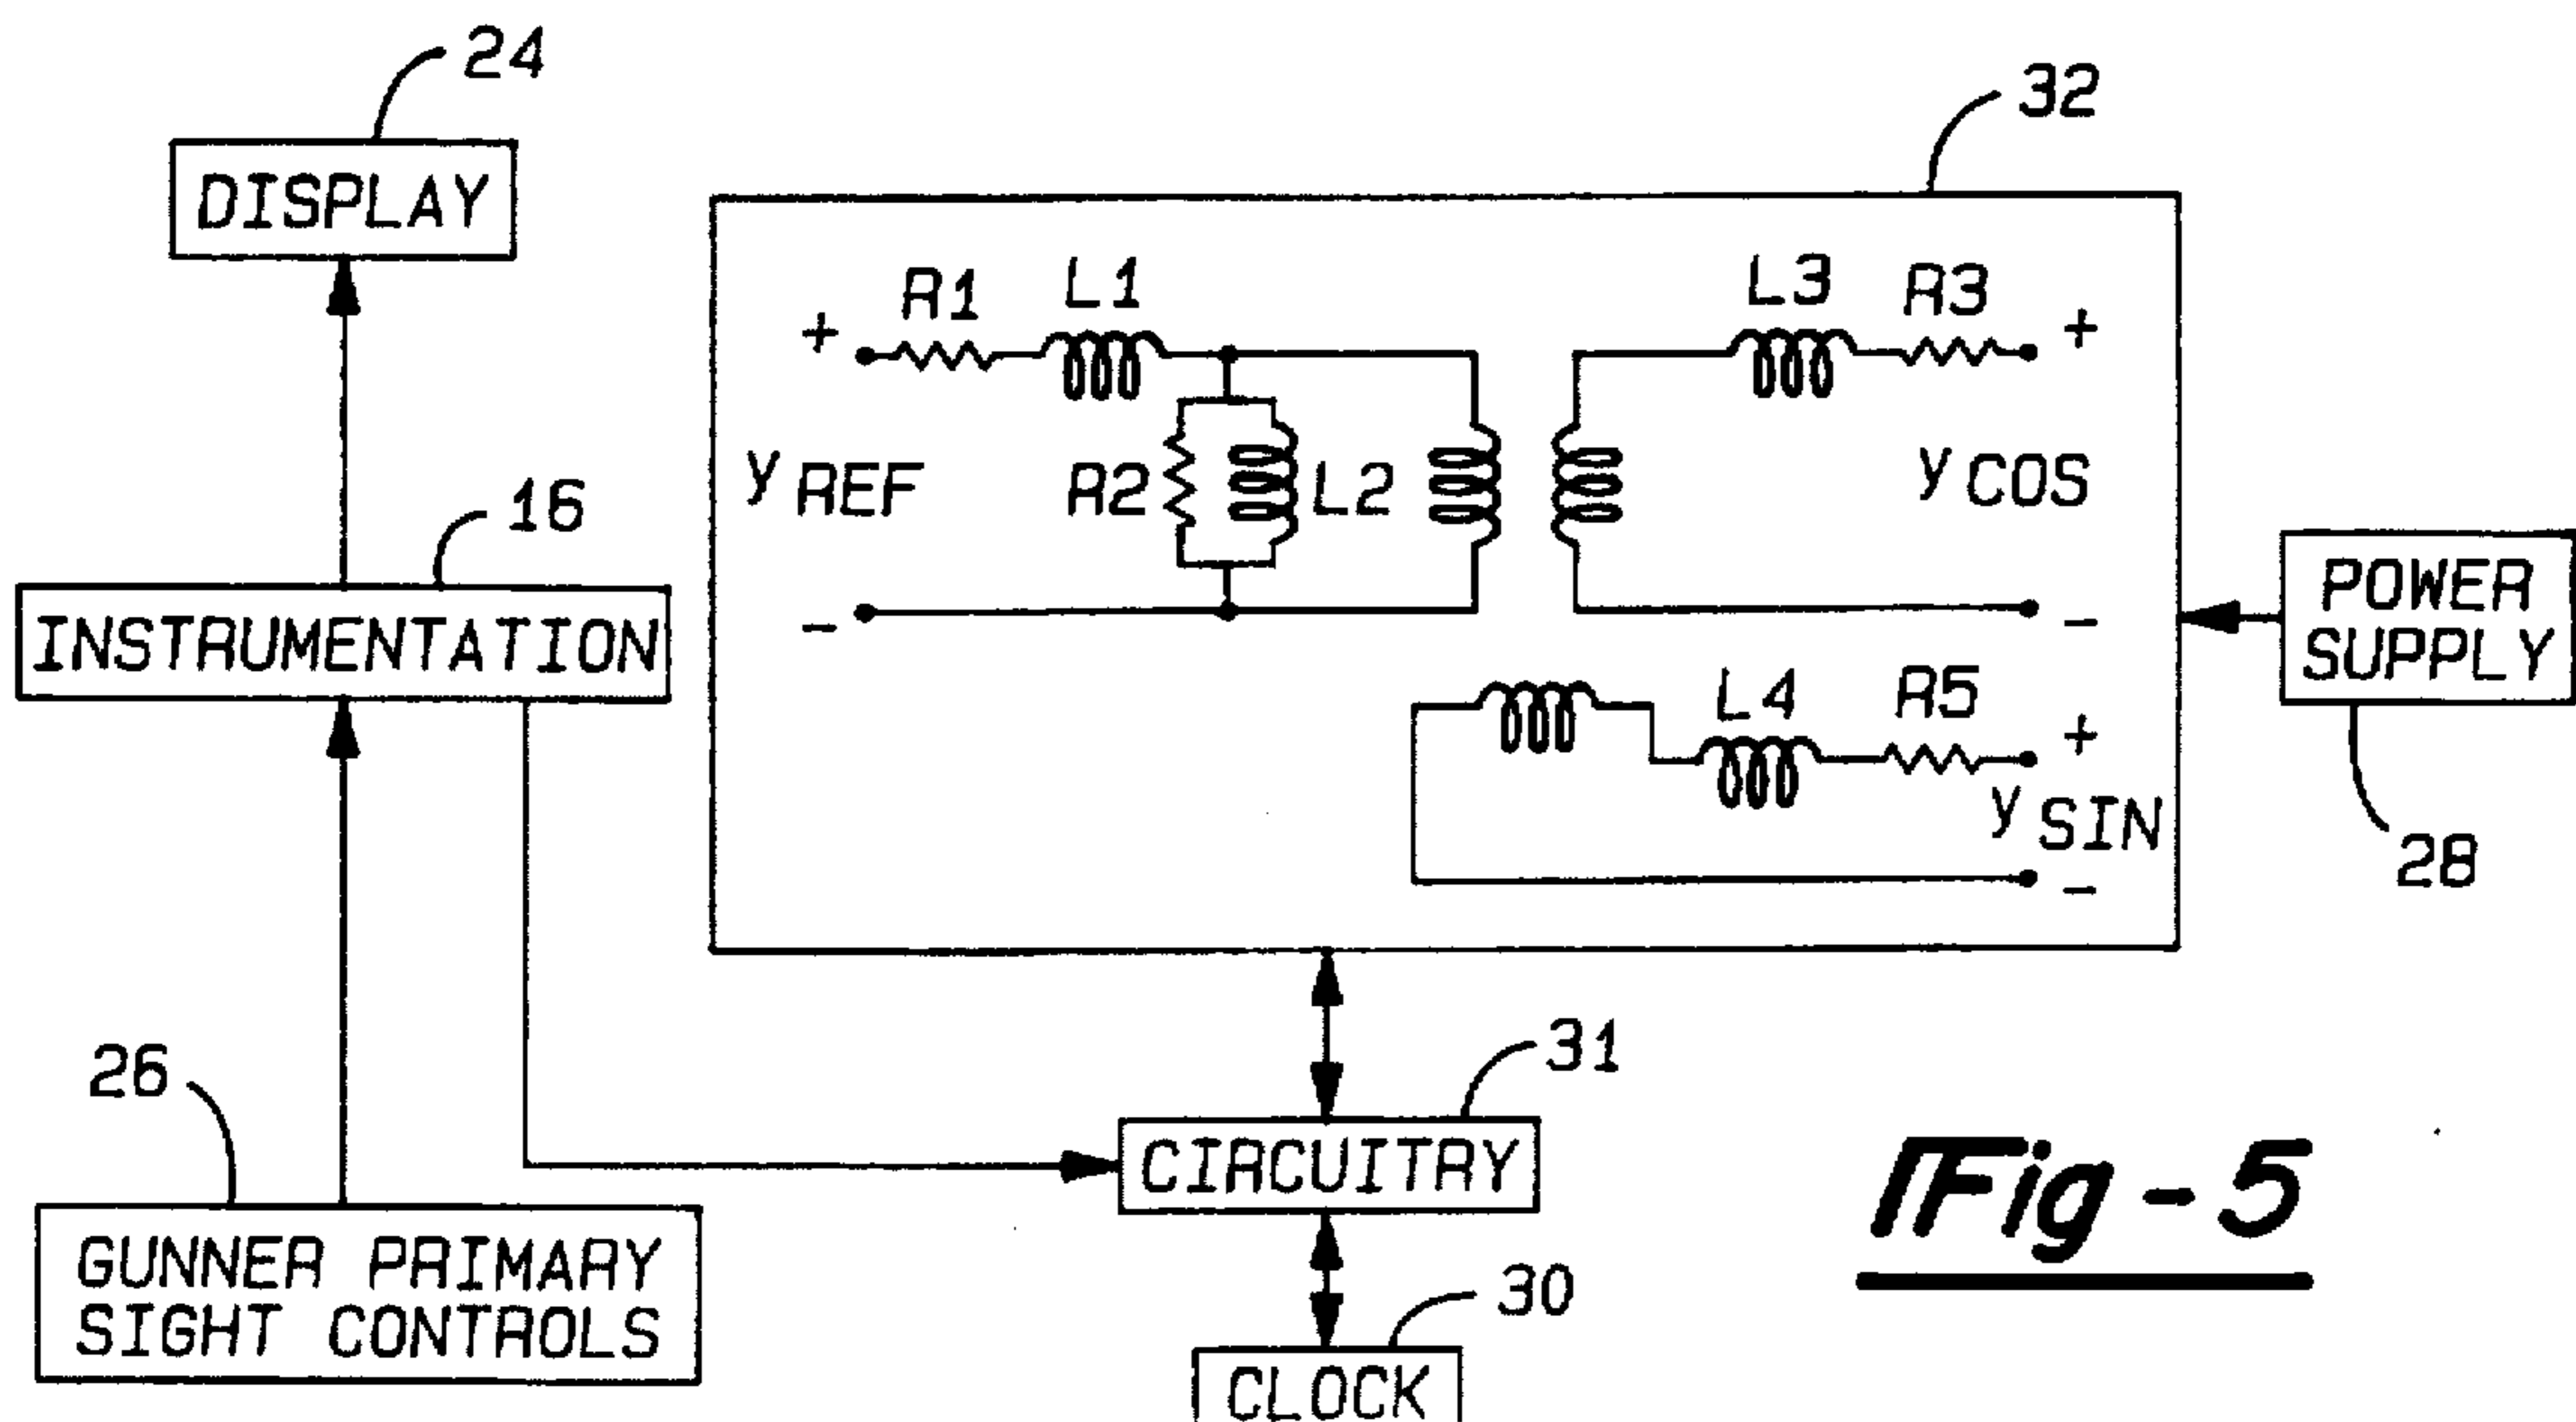 24
DISPLAY
32
R1
L1
L3
R3
+
+
y REF
R2
L2
y COS
16
INSTRUMENTATION
-
-
POWER
SUPPLY
28
L4
R5
+
y SIN
-
26
GUNNER PRIMARY
SIGHT CONTROLS
31
CIRCUITRY
30
CLOCK
Fig-5